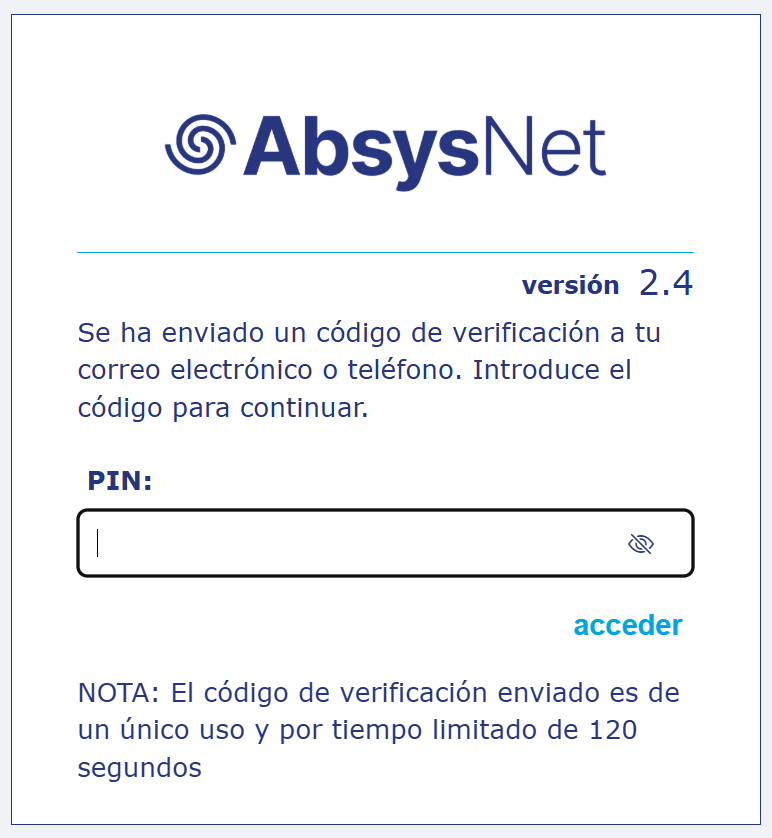 AbsysNet
versión 2.4
Se ha enviado un código de verificación a tu
correo electrónico o teléfono. Introduce el
código para continuar.
PIN:
acceder
NOTA: El código de verificación enviado es de
un único uso y por tiempo limitado de 120
segundos